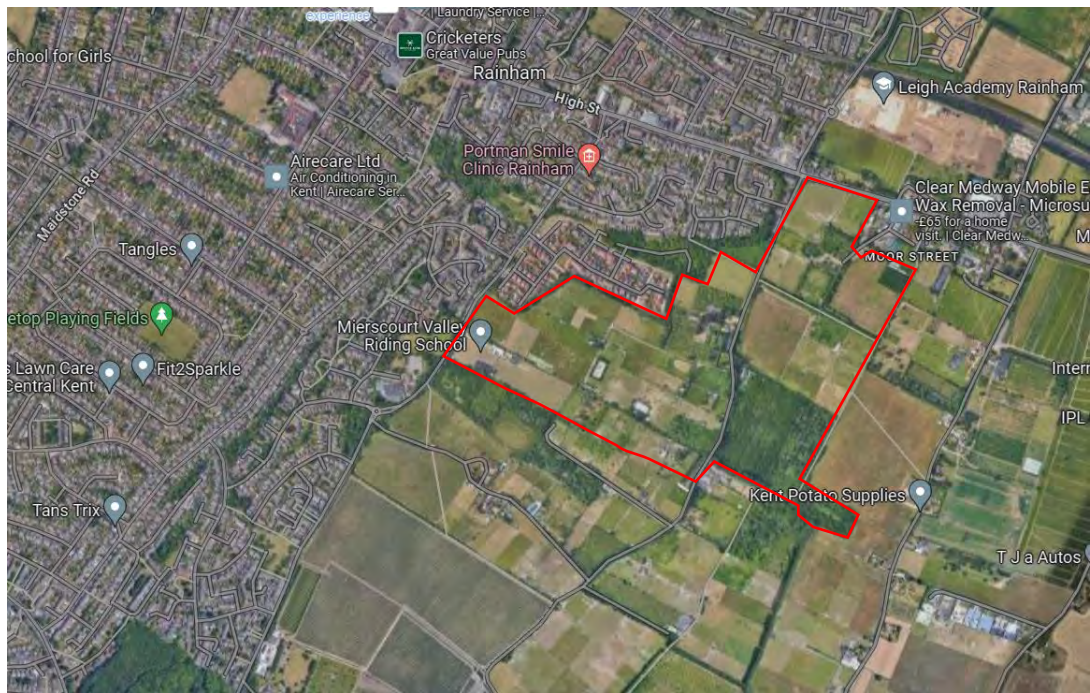 experience
| Laundry Service |...
Cricketers
Great Value Pubs
chool for Girls
Rainham
High St
Leigh Academy Rainham
Portman Smile
Clinic Rainham
Airecare Ltd
Air Conditioning in
Kent | Airecare Ser...
Maidstone Rd
Clear Medway Mobile E
Wax Removal - Microsu
£65 for a home
visit. | Clear Medw...
M
MOOR STREET
Tangles
etop Playing Fields
Mierscourt Valley
Riding School
s Lawn Care
Central Kent
Fit2Sparkle
Intern
IPL
Kent Potato Supplies
Tans Trix
T J a Autos